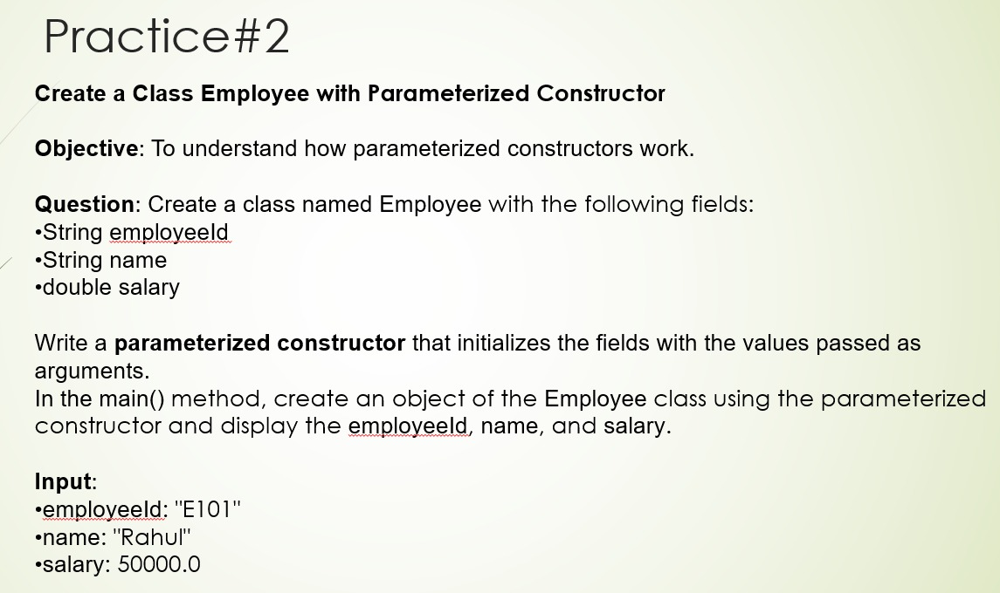 Practice#2
Create a Class Employee with Parameterized Constructor
Objective: To understand how parameterized constructors work.
Question: Create a class named Employee with the following fields:
•String employeeId
•String name
•double salary
Write a parameterized constructor that initializes the fields with the values passed as
arguments.
In the main() method, create an object of the Employee class using the parameterized
constructor and display the employeeId, name, and salary.
Input:
•employeeId: "E101"
•name: "Rahul"
•salary: 50000.0